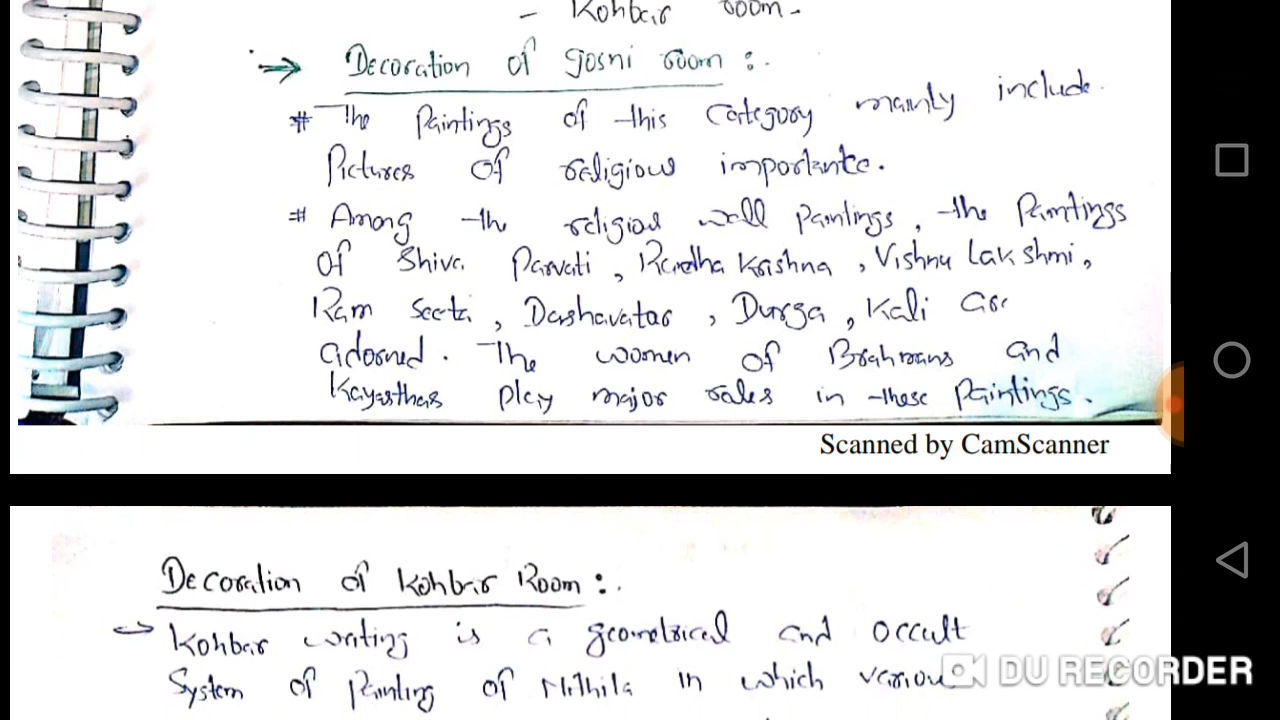 - Kohbar room -
→ Decoration of gosni room :-
# The Paintings of this Category mainly include
Pictures of religious importante.
# Among the religious wall Paintings, the Paintings
Of Shiva Parvati, Radha Krishna, Vishnu Lakshmi,
Ram Seeta, Dashavatar, Durga, Kali are
adorned. The women of Brahmans and
Kayasthas play major roles in these Paintings.
Scanned by CamScanner
Decoration of Kohbar Room :-
Kohbar writing is a geometrical and occult
System of Painting of Mithila in which various
DU RECORDER